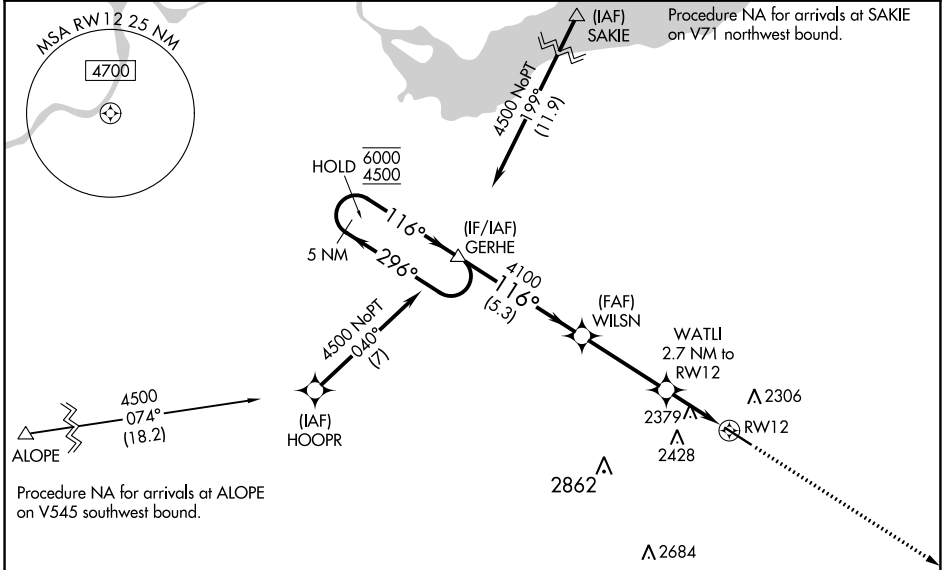 MSA RW12 25 NM
4700
(IAF)
SAKIE
Procedure NA for arrivals at SAKIE
on V71 northwest bound.
4500 NoPT
199°
(11.9)
HOLD
6000
4500
116°
5 NM
296°
(IF/IAF)
GERHE
4100
116°
(5.3)
(FAF)
WILSN
WATLI
2.7 NM to
RW12
4500 NoPT
040°
(7)
(IAF)
HOOPR
4500
074°
(18.2)
ALOPE
2306
2379
RW12
2428
2862
2684
Procedure NA for arrivals at ALOPE
on V545 southwest bound.